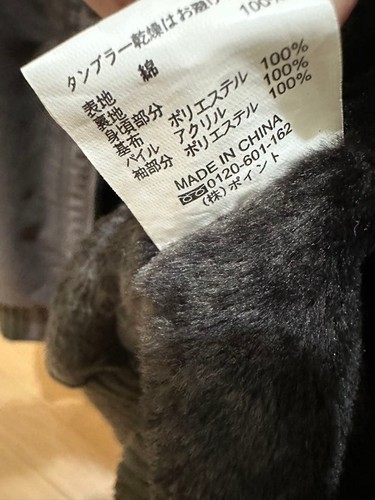 タンブラー乾燥はお避け
表地 綿 100%
裏地
身頃部分
基布 ポリエステル 100%
パイル アクリル 100%
袖部分 ポリエステル 100%
MADE IN CHINA
0120-601-162
(株)ポイント